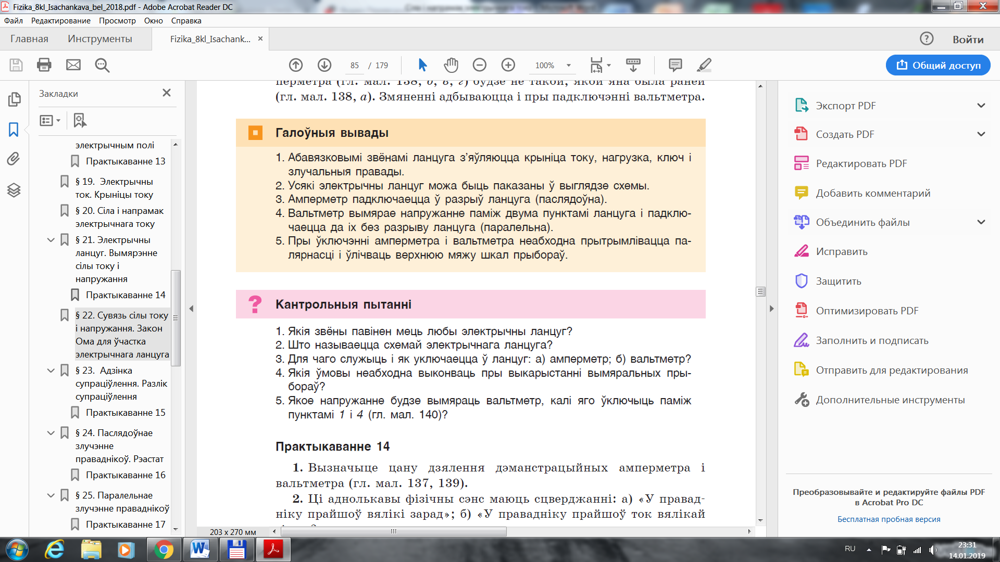 Fizika_8kl_Isachankava_bel_2018.pdf - Adobe Acrobat Reader DC
Файл Редактирование Просмотр Окно Справка
Главная Инструменты Fizika_8kl_Isachank... × Войти
85 / 179 100% Общий доступ
Закладки
электрычным полі
Практыкаванне 13
§ 19. Электрычны
ток. Крыніцы току
§ 20. Сіла і напрамак
электрычнага току
§ 21. Электрычны
ланцуг. Вымярэнне
сілы току і
напружання
Практыкаванне 14
§ 22. Сувязь сілы току
і напружання. Закон
Ома для ўчастка
электрычнага ланцуга
§ 23. Адзінка
супраціўлення. Разлік
супраціўлення
Практыкаванне 15
§ 24. Паслядоўнае
злучэнне
праваднікоў. Рэастат
Практыкаванне 16
§ 25. Паралельнае
злучэнне праваднікоў
Практыкаванне 17
перметра (гл. мал. 138, б, в, г) будзе не такой, якой яна была раней
(гл. мал. 138, а). Змяненні адбываюцца і пры падключэнні вальтметра.
Галоўныя вывады
1. Абавязковымі звёнамі ланцуга з’яўляюцца крыніца току, нагрузка, ключ і
злучальныя правады.
2. Усякі электрычны ланцуг можа быць паказаны ў выглядзе схемы.
3. Амперметр падключаецца ў разрыў ланцуга (паслядоўна).
4. Вальтметр вымярае напружанне паміж двума пунктамі ланцуга і падклю-
чаецца да іх без разрыву ланцуга (паралельна).
5. Пры ўключэнні амперметра і вальтметра неабходна прытрымлівацца па-
лярнасці і ўлічваць верхнюю мяжу шкал прыбораў.
? Кантрольныя пытанні
1. Якія звёны павінен мець любы электрычны ланцуг?
2. Што называецца схемай электрычнага ланцуга?
3. Для чаго служыць і як уключаецца ў ланцуг: а) амперметр; б) вальтметр?
4. Якія ўмовы неабходна выконваць пры выкарыстанні вымяральных пры-
бораў?
5. Якое напружанне будзе вымяраць вальтметр, калі яго ўключыць паміж
пунктамі 1 і 4 (гл. мал. 140)?
Практыкаванне 14
1. Вызначыце цану дзялення дэманстрацыйных амперметра і
вальтметра (гл. мал. 137, 139).
2. Ці аднолькавы фізічны сэнс маюць сцверджанні: а) «У правад-
ніку прайшоў вялікі зарад»; б) «У правадніку прайшоў ток вялікай
203 x 270 мм
Экспорт PDF
Создать PDF
Редактировать PDF
Добавить комментарий
Объединить файлы
Исправить
Защитить
Оптимизировать PDF
Заполнить и подписать
Отправить для редактирования
Дополнительные инструменты
Преобразовывайте и редактируйте файлы PDF
в Acrobat Pro DC
Бесплатная пробная версия
RU
23:31
14.01.2019